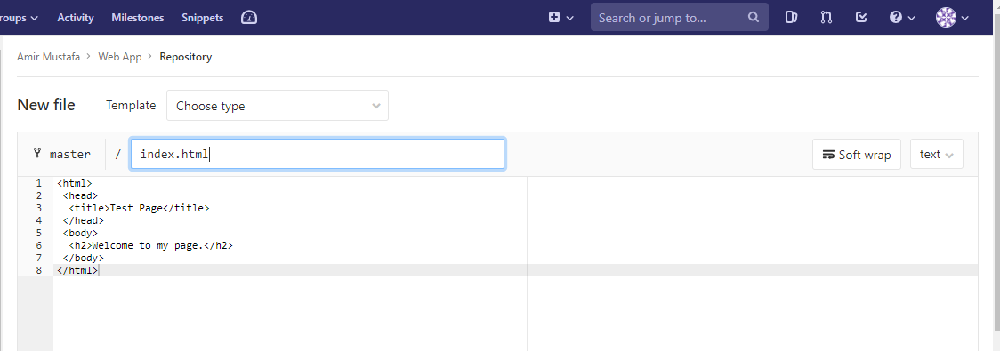 roups Activity Milestones Snippets Search or jump to...
Amir Mustafa > Web App > Repository
New file Template Choose type
master / index.html Soft wrap text
1 <html>
2 <head>
3 <title>Test Page</title>
4 </head>
5 <body>
6 <h2>Welcome to my page.</h2>
7 </body>
8 </html>